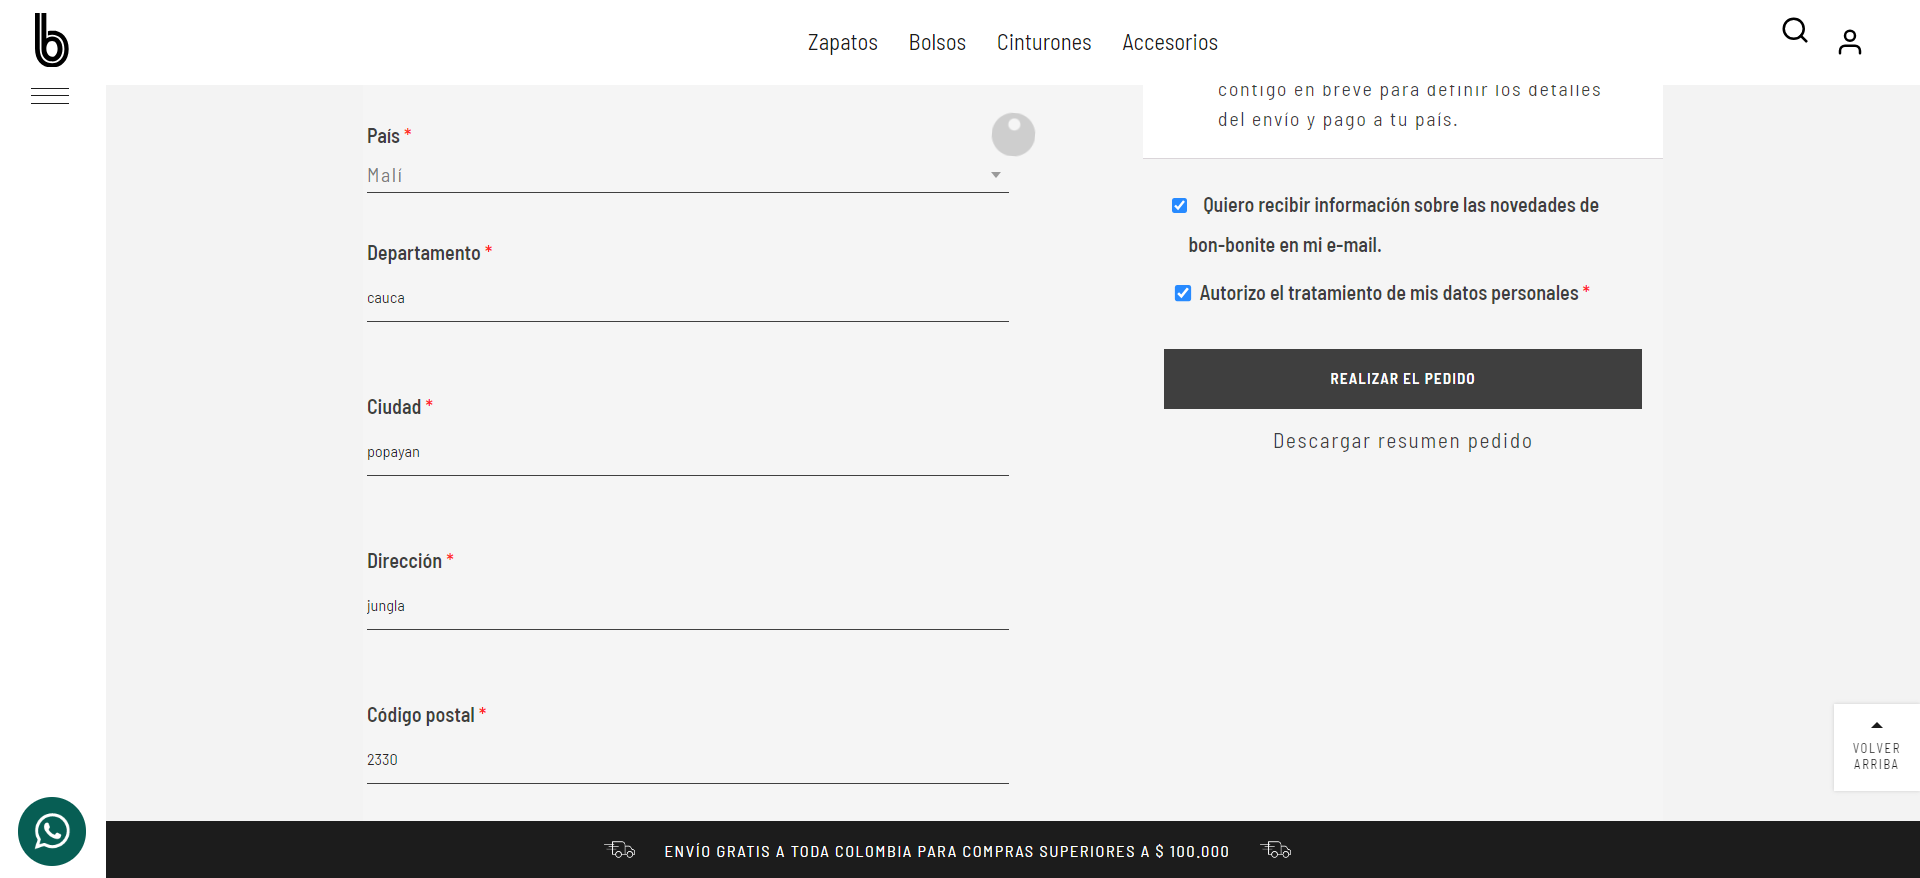 b
Zapatos Bolsos Cinturones Accesorios
País *
Malí
Departamento *
cauca
Ciudad *
popayan
Dirección *
jungla
Código postal *
2330
contigo en breve para definir los detalles
del envío y pago a tu país.
Quiero recibir información sobre las novedades de
bon-bonite en mi e-mail.
Autorizo el tratamiento de mis datos personales *
REALIZAR EL PEDIDO
Descargar resumen pedido
VOLVER
ARRIBA
ENVÍO GRATIS A TODA COLOMBIA PARA COMPRAS SUPERIORES A $ 100.000